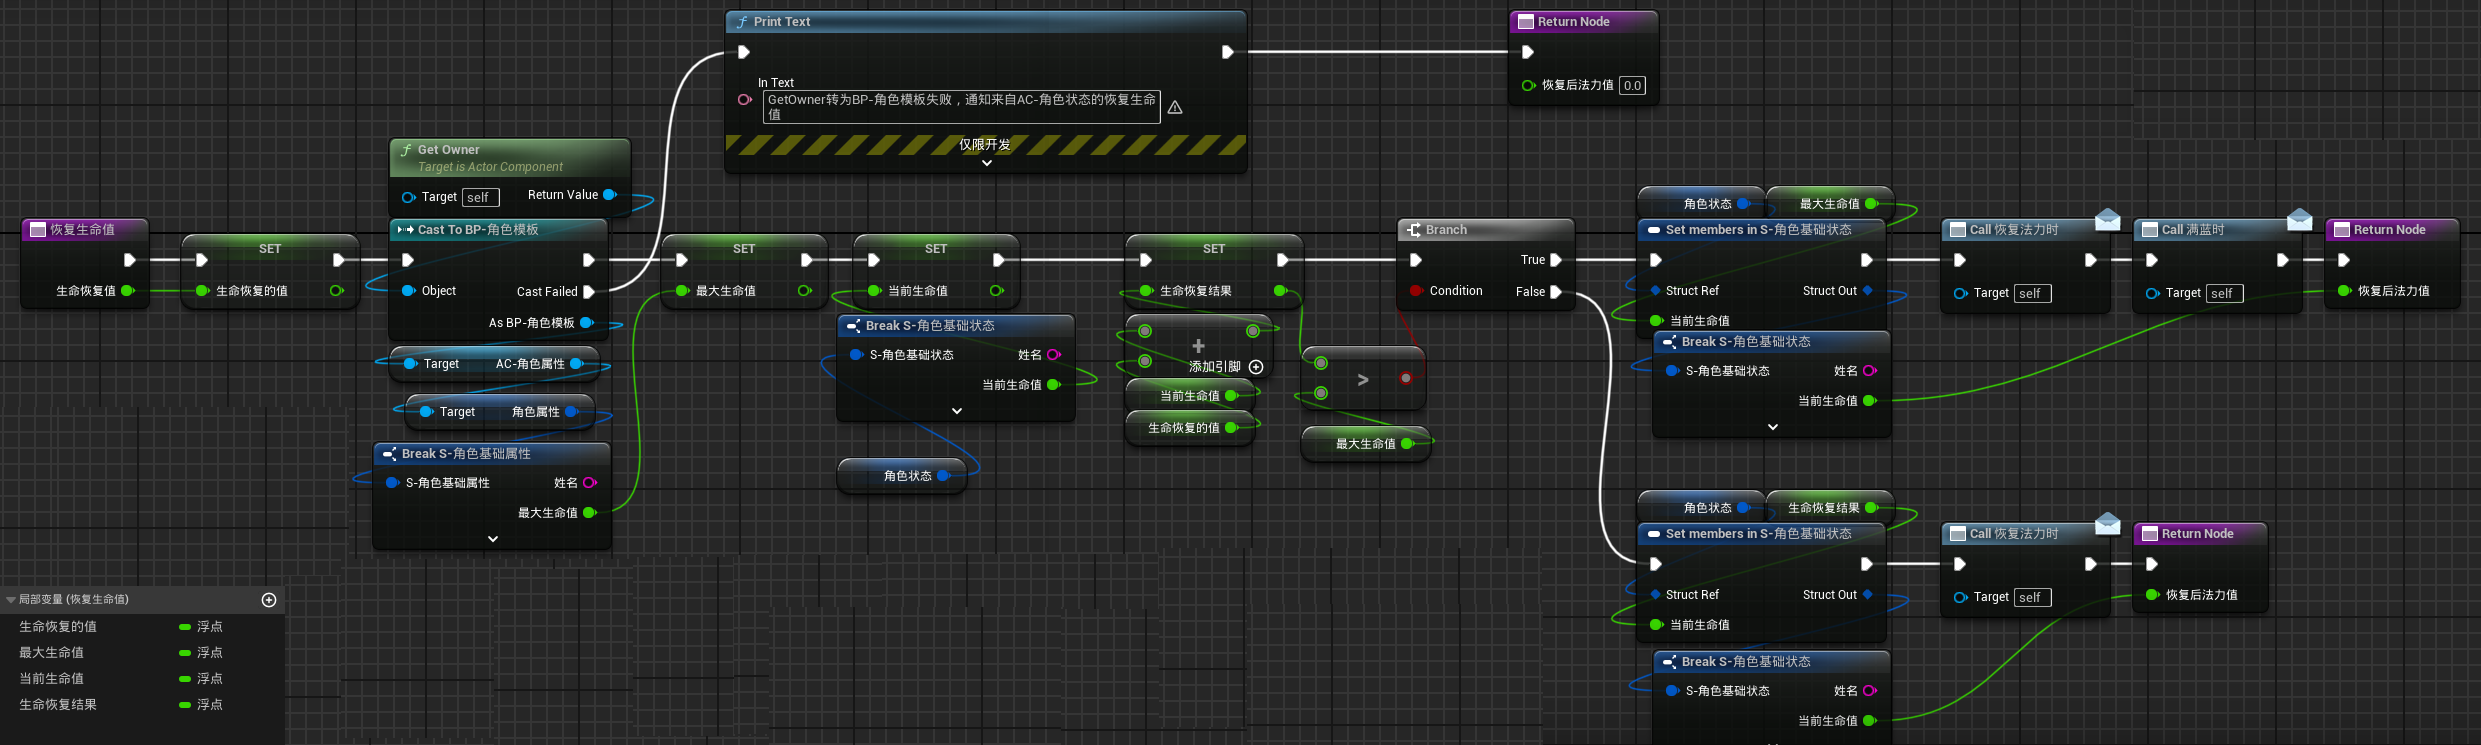 Print Text
In Text
GetOwner转为BP-角色模板失败，通知来自AC-角色状态的恢复生命
值
仅限开发
Return Node
恢复后法力值 0.0
Get Owner
Target is Actor Component
Target self Return Value
恢复生命值
生命恢复值
SET
生命恢复的值
Cast To BP-角色模板
Object
Cast Failed
As BP-角色模板
Target AC-角色属性
Target 角色属性
Break S-角色基础属性
S-角色基础属性 姓名
最大生命值
SET
最大生命值
SET
当前生命值
Break S-角色基础状态
S-角色基础状态 姓名
当前生命值
角色状态
SET
生命恢复结果
+
添加引脚
当前生命值
生命恢复的值
>
最大生命值
Branch
True
Condition False
角色状态 最大生命值
Set members in S-角色基础状态
Struct Ref Struct Out
当前生命值
Break S-角色基础状态
S-角色基础状态 姓名
当前生命值
Call 恢复法力时
Target self
Call 满蓝时
Target self
Return Node
恢复后法力值
角色状态 生命恢复结果
Set members in S-角色基础状态
Struct Ref Struct Out
当前生命值
Break S-角色基础状态
S-角色基础状态 姓名
当前生命值
Call 恢复法力时
Target self
Return Node
恢复后法力值
局部变量 (恢复生命值)
生命恢复的值 浮点
最大生命值 浮点
当前生命值 浮点
生命恢复结果 浮点